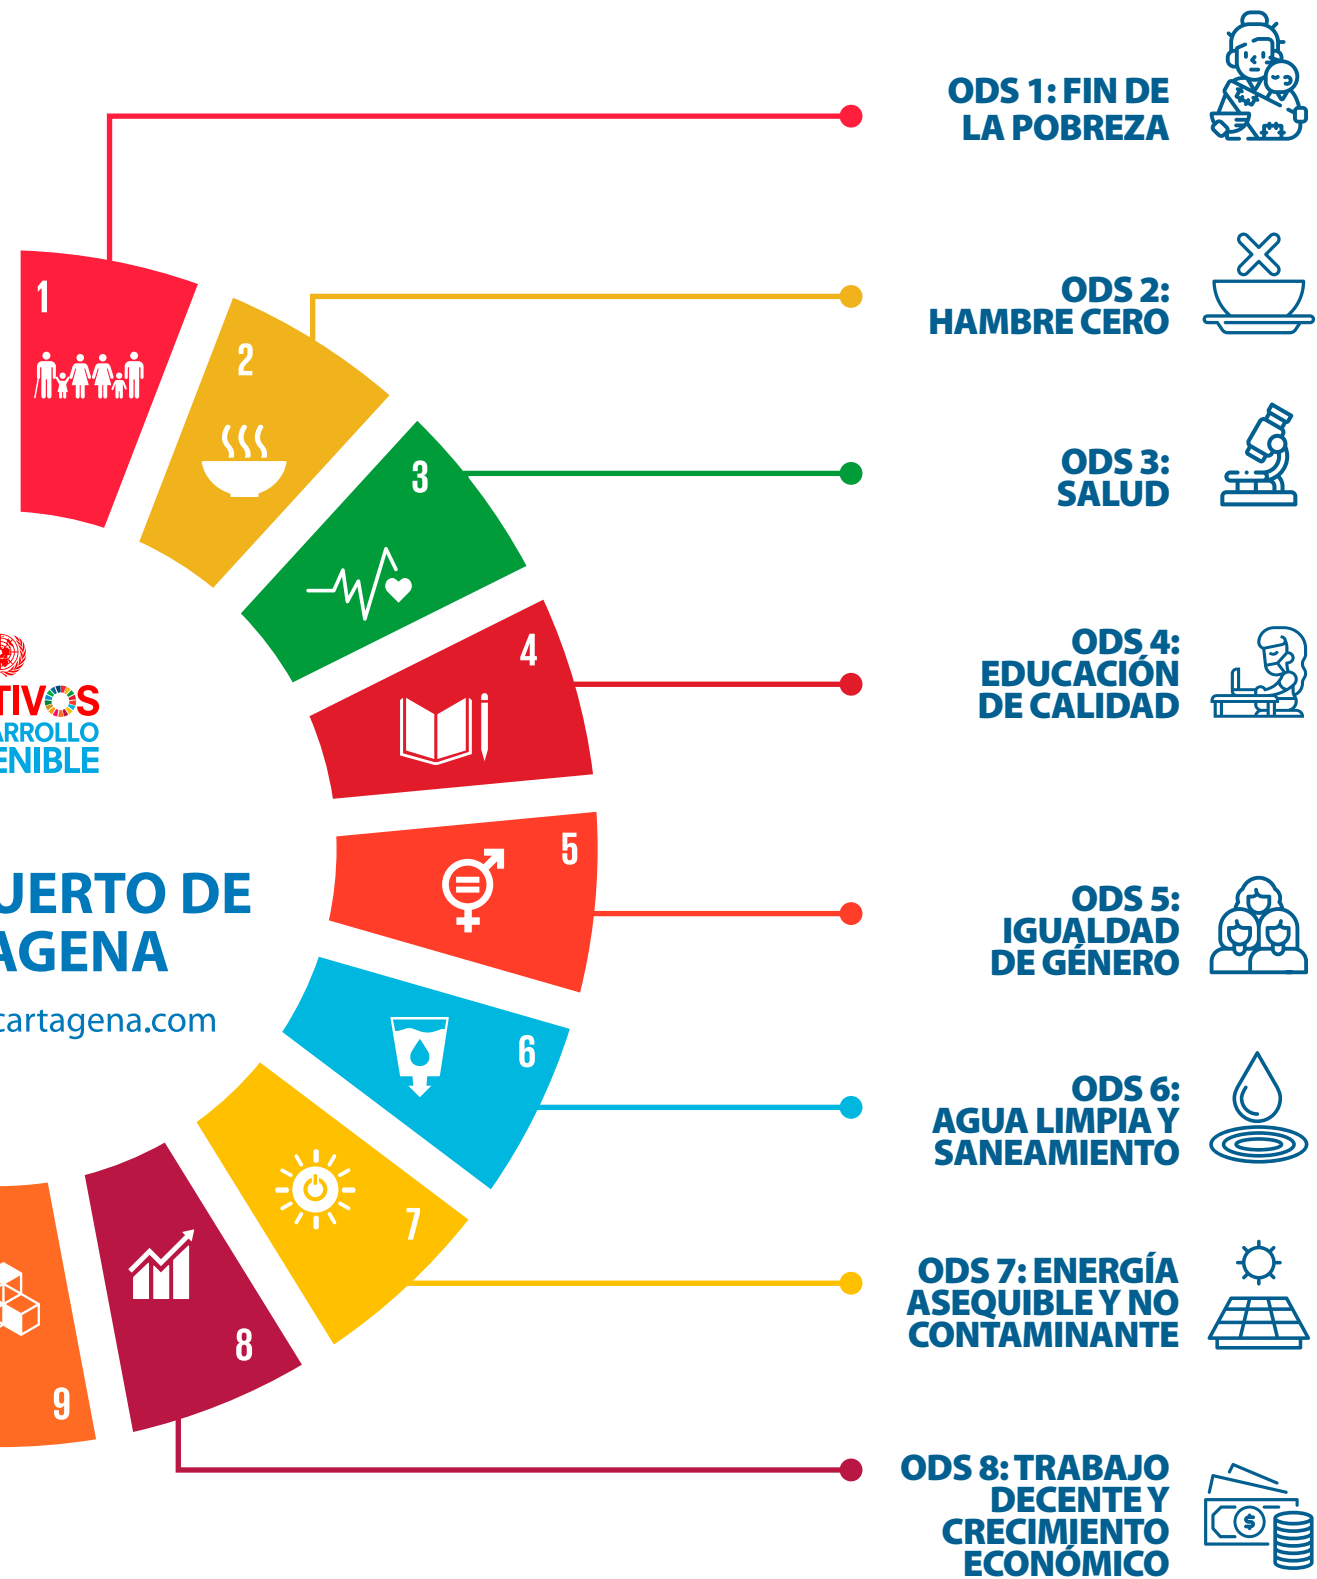 ODS 1: FIN DE
LA POBREZA
1
ODS 2:
HAMBRE CERO
2
ODS 3:
SALUD
3
ODS 4:
EDUCACIÓN
DE CALIDAD
4
TIVOS
ARROLLO
ENIBLE
UERTO DE
AGENA
cartagena.com
5
ODS 5:
IGUALDAD
DE GÉNERO
6
ODS 6:
AGUA LIMPIA Y
SANEAMIENTO
7
ODS 7: ENERGÍA
ASEQUIBLE Y NO
CONTAMINANTE
8
9
ODS 8: TRABAJO
DECENTE Y
CRECIMIENTO
ECONÓMICO
$